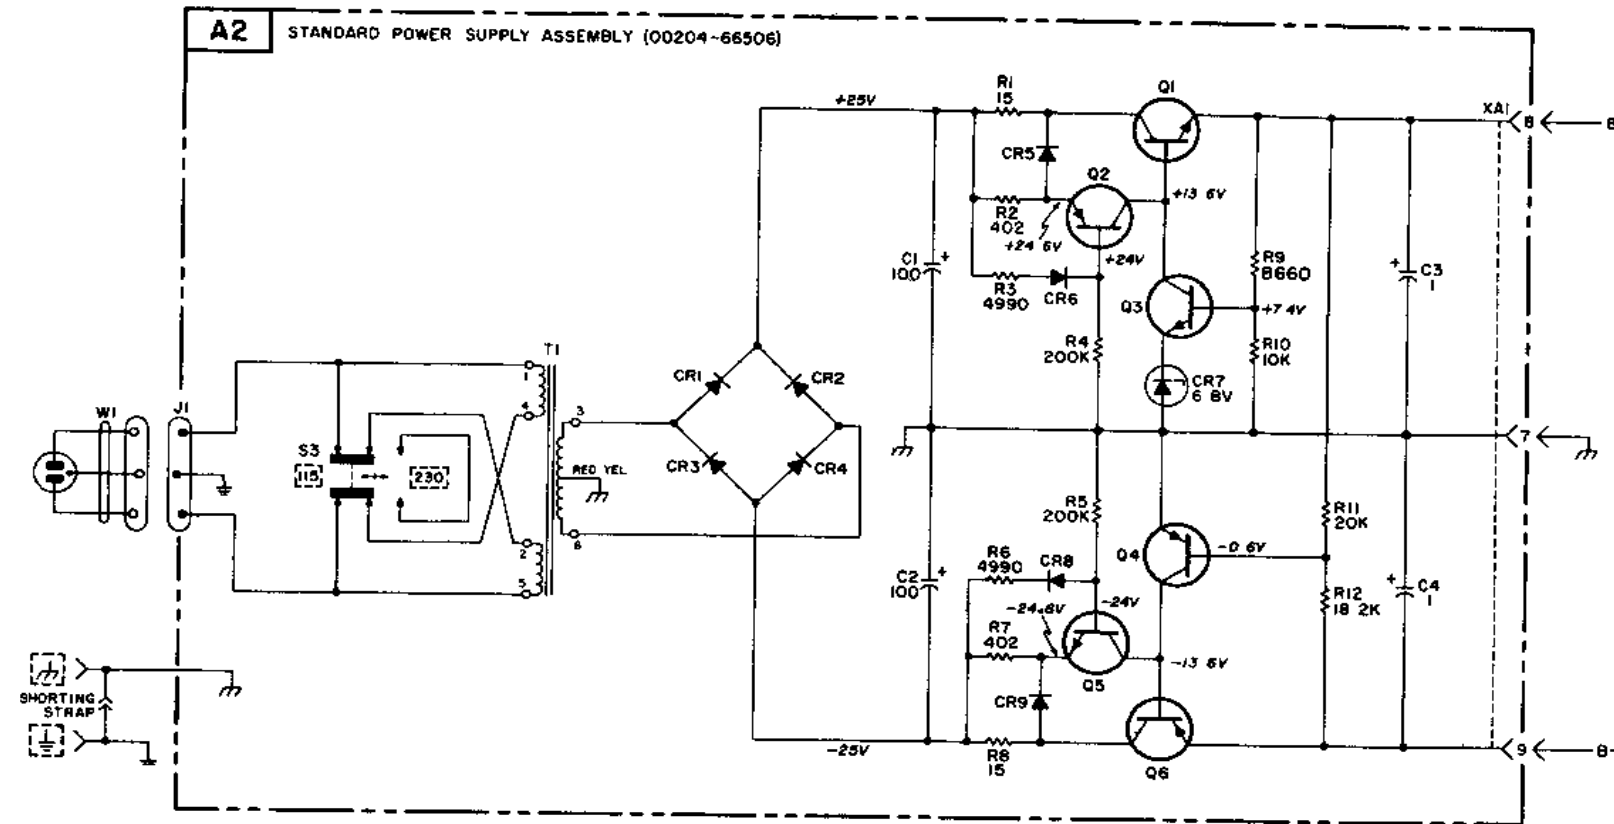 A2 STANDARD POWER SUPPLY ASSEMBLY (00204-66506)
+25V
R1
15
Q1
XA1
8
B
CR5
Q2
+13 6V
R2
402
+24 6V
+24V
C1
100
+
R3
4990
CR6
Q3
R9
8660
+7 4V
+
C3
1
R4
200K
R10
10K
CR7
6 8V
T1
1
4
3
CR1
CR2
W1
J1
S3
115
230
RED YEL
CR3
CR4
7
2
5
6
R5
200K
R11
20K
Q4
-0 6V
R6
4990
CR8
C2
100
+
-24.6V
-24V
R12
18 2K
+
C4
1
R7
402
Q5
-13 6V
CR9
SHORTING
STRAP
-25V
R8
15
Q6
9
B-